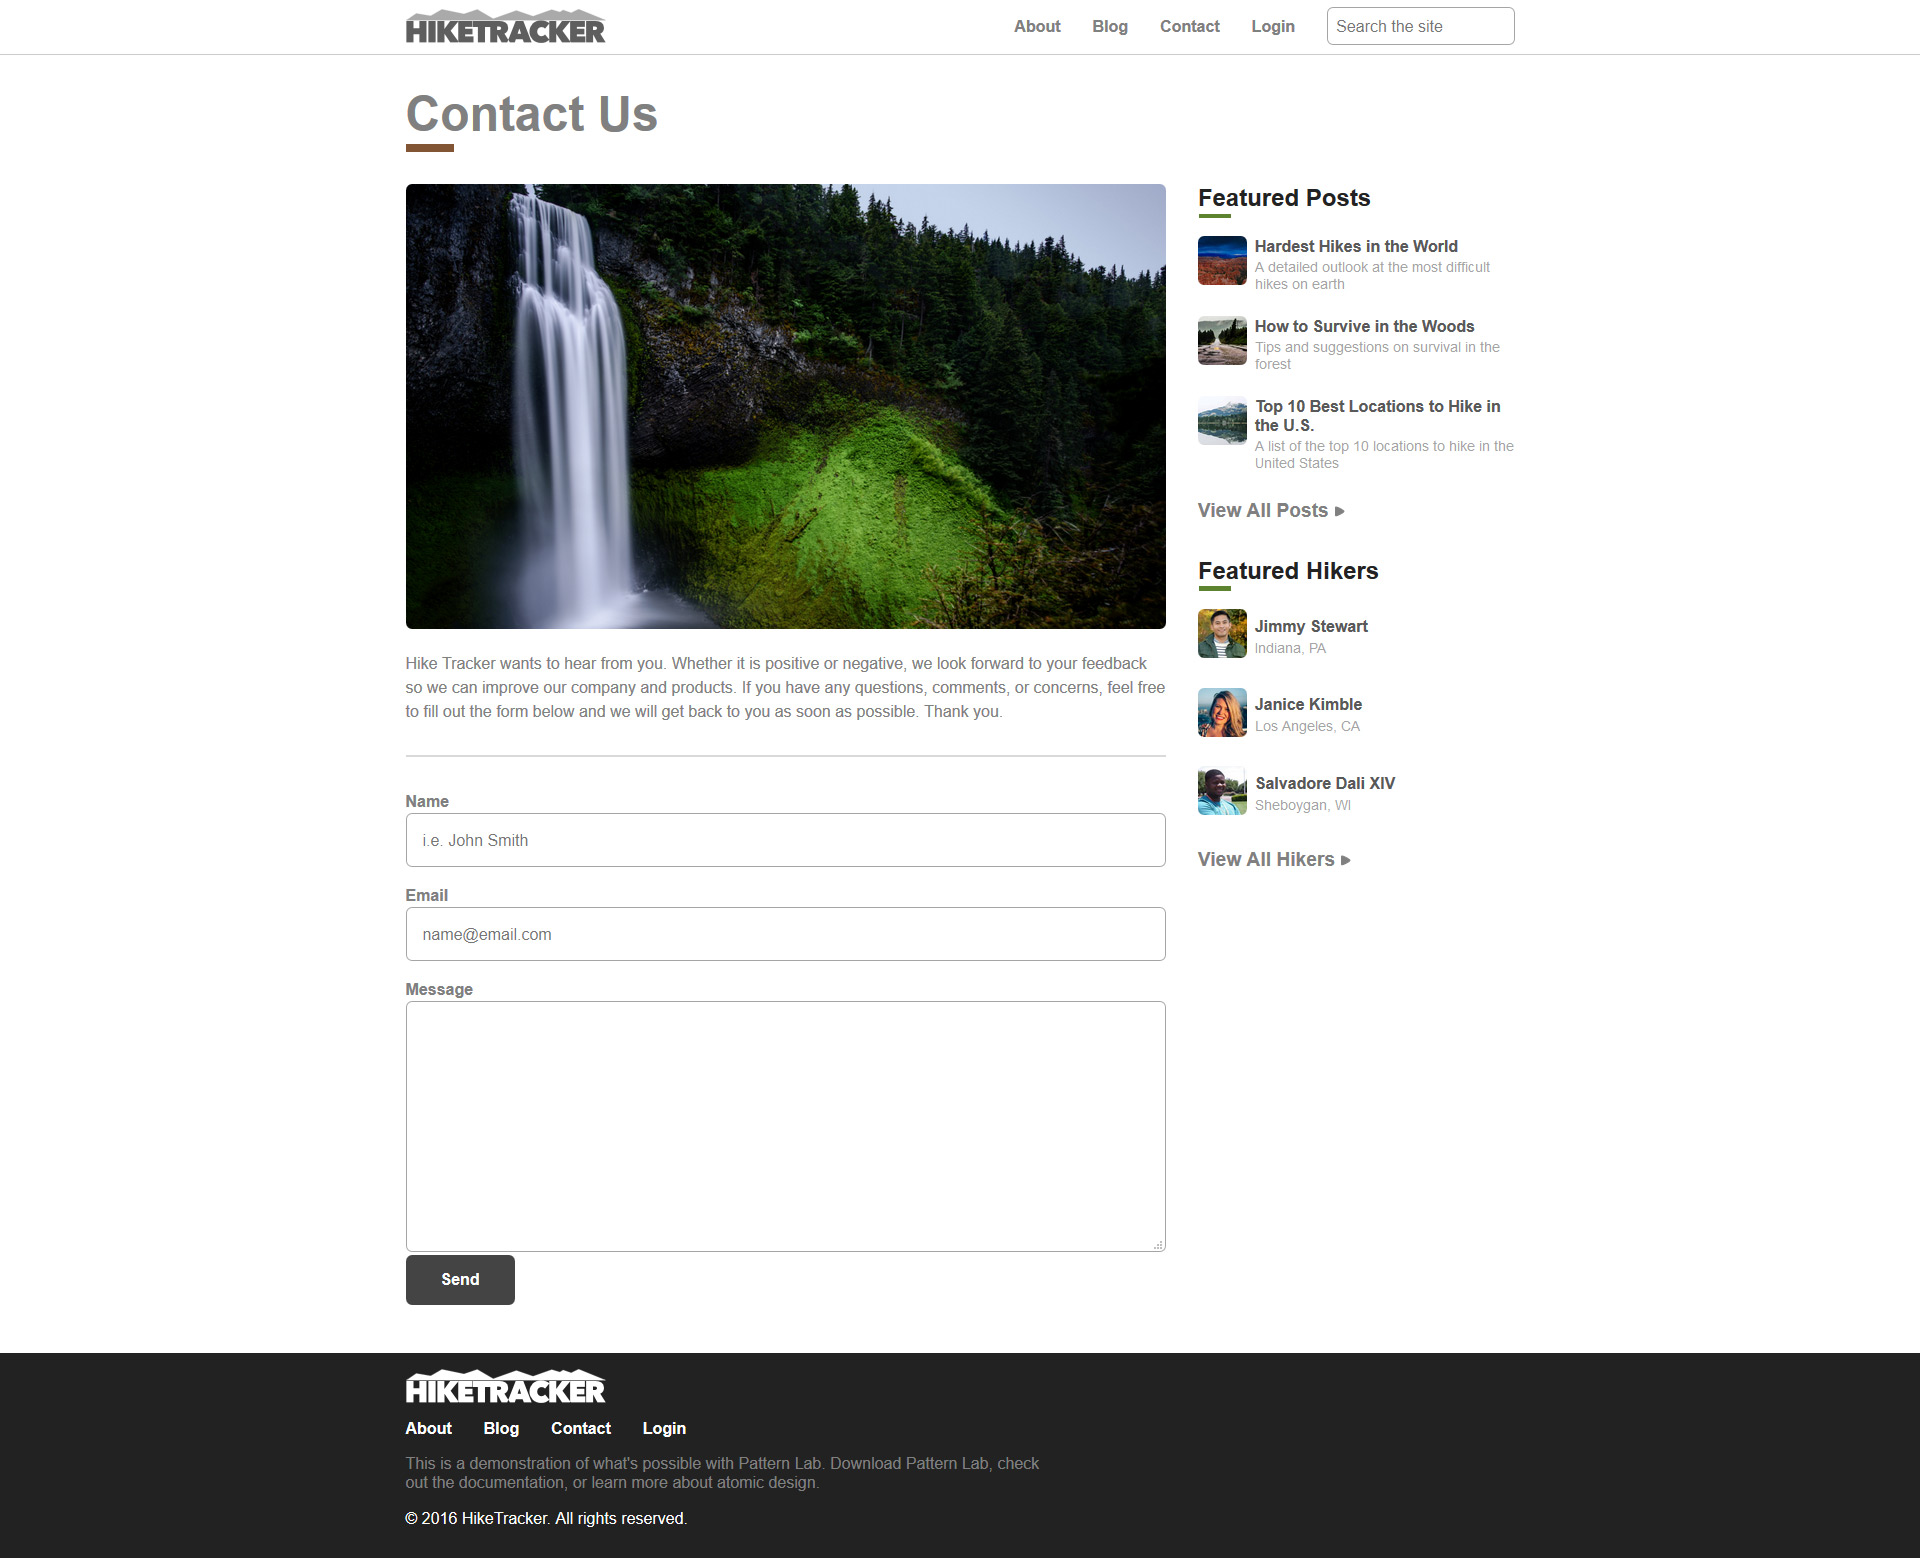 HIKETRACKER
About Blog Contact Login Search the site
Contact Us
Hike Tracker wants to hear from you. Whether it is positive or negative, we look forward to your feedback
so we can improve our company and products. If you have any questions, comments, or concerns, feel free
to fill out the form below and we will get back to you as soon as possible. Thank you.
Name
i.e. John Smith
Email
name@email.com
Message
Send
Featured Posts
Hardest Hikes in the World
A detailed outlook at the most difficult
hikes on earth
How to Survive in the Woods
Tips and suggestions on survival in the
forest
Top 10 Best Locations to Hike in
the U.S.
A list of the top 10 locations to hike in the
United States
View All Posts
Featured Hikers
Jimmy Stewart
Indiana, PA
Janice Kimble
Los Angeles, CA
Salvadore Dali XIV
Sheboygan, WI
View All Hikers
HIKETRACKER
About Blog Contact Login
This is a demonstration of what's possible with Pattern Lab. Download Pattern Lab, check
out the documentation, or learn more about atomic design.
© 2016 HikeTracker. All rights reserved.